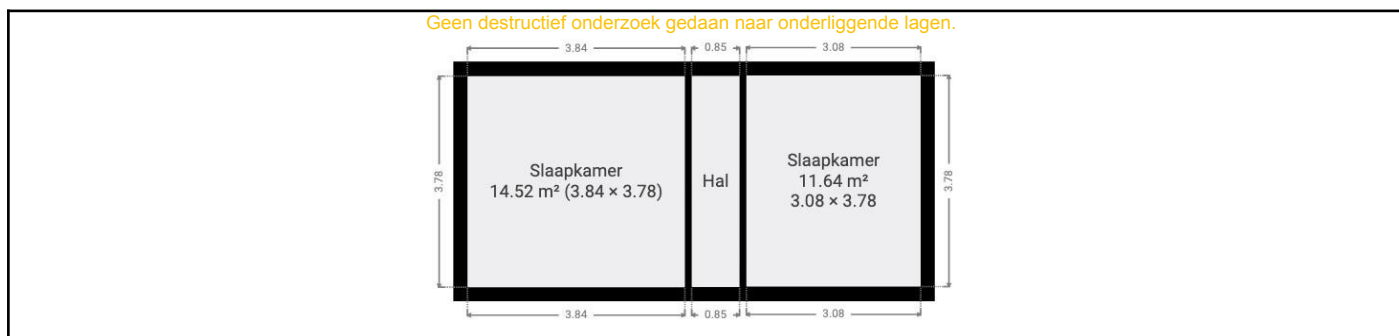 Geen destructief onderzoek gedaan naar onderliggende lagen.
3.84
0.85
3.08
3.78
Slaapkamer
14.52 m² (3.84 × 3.78)
Hal
Slaapkamer
11.64 m²
3.08 × 3.78
3.78
3.84
0.85
3.08